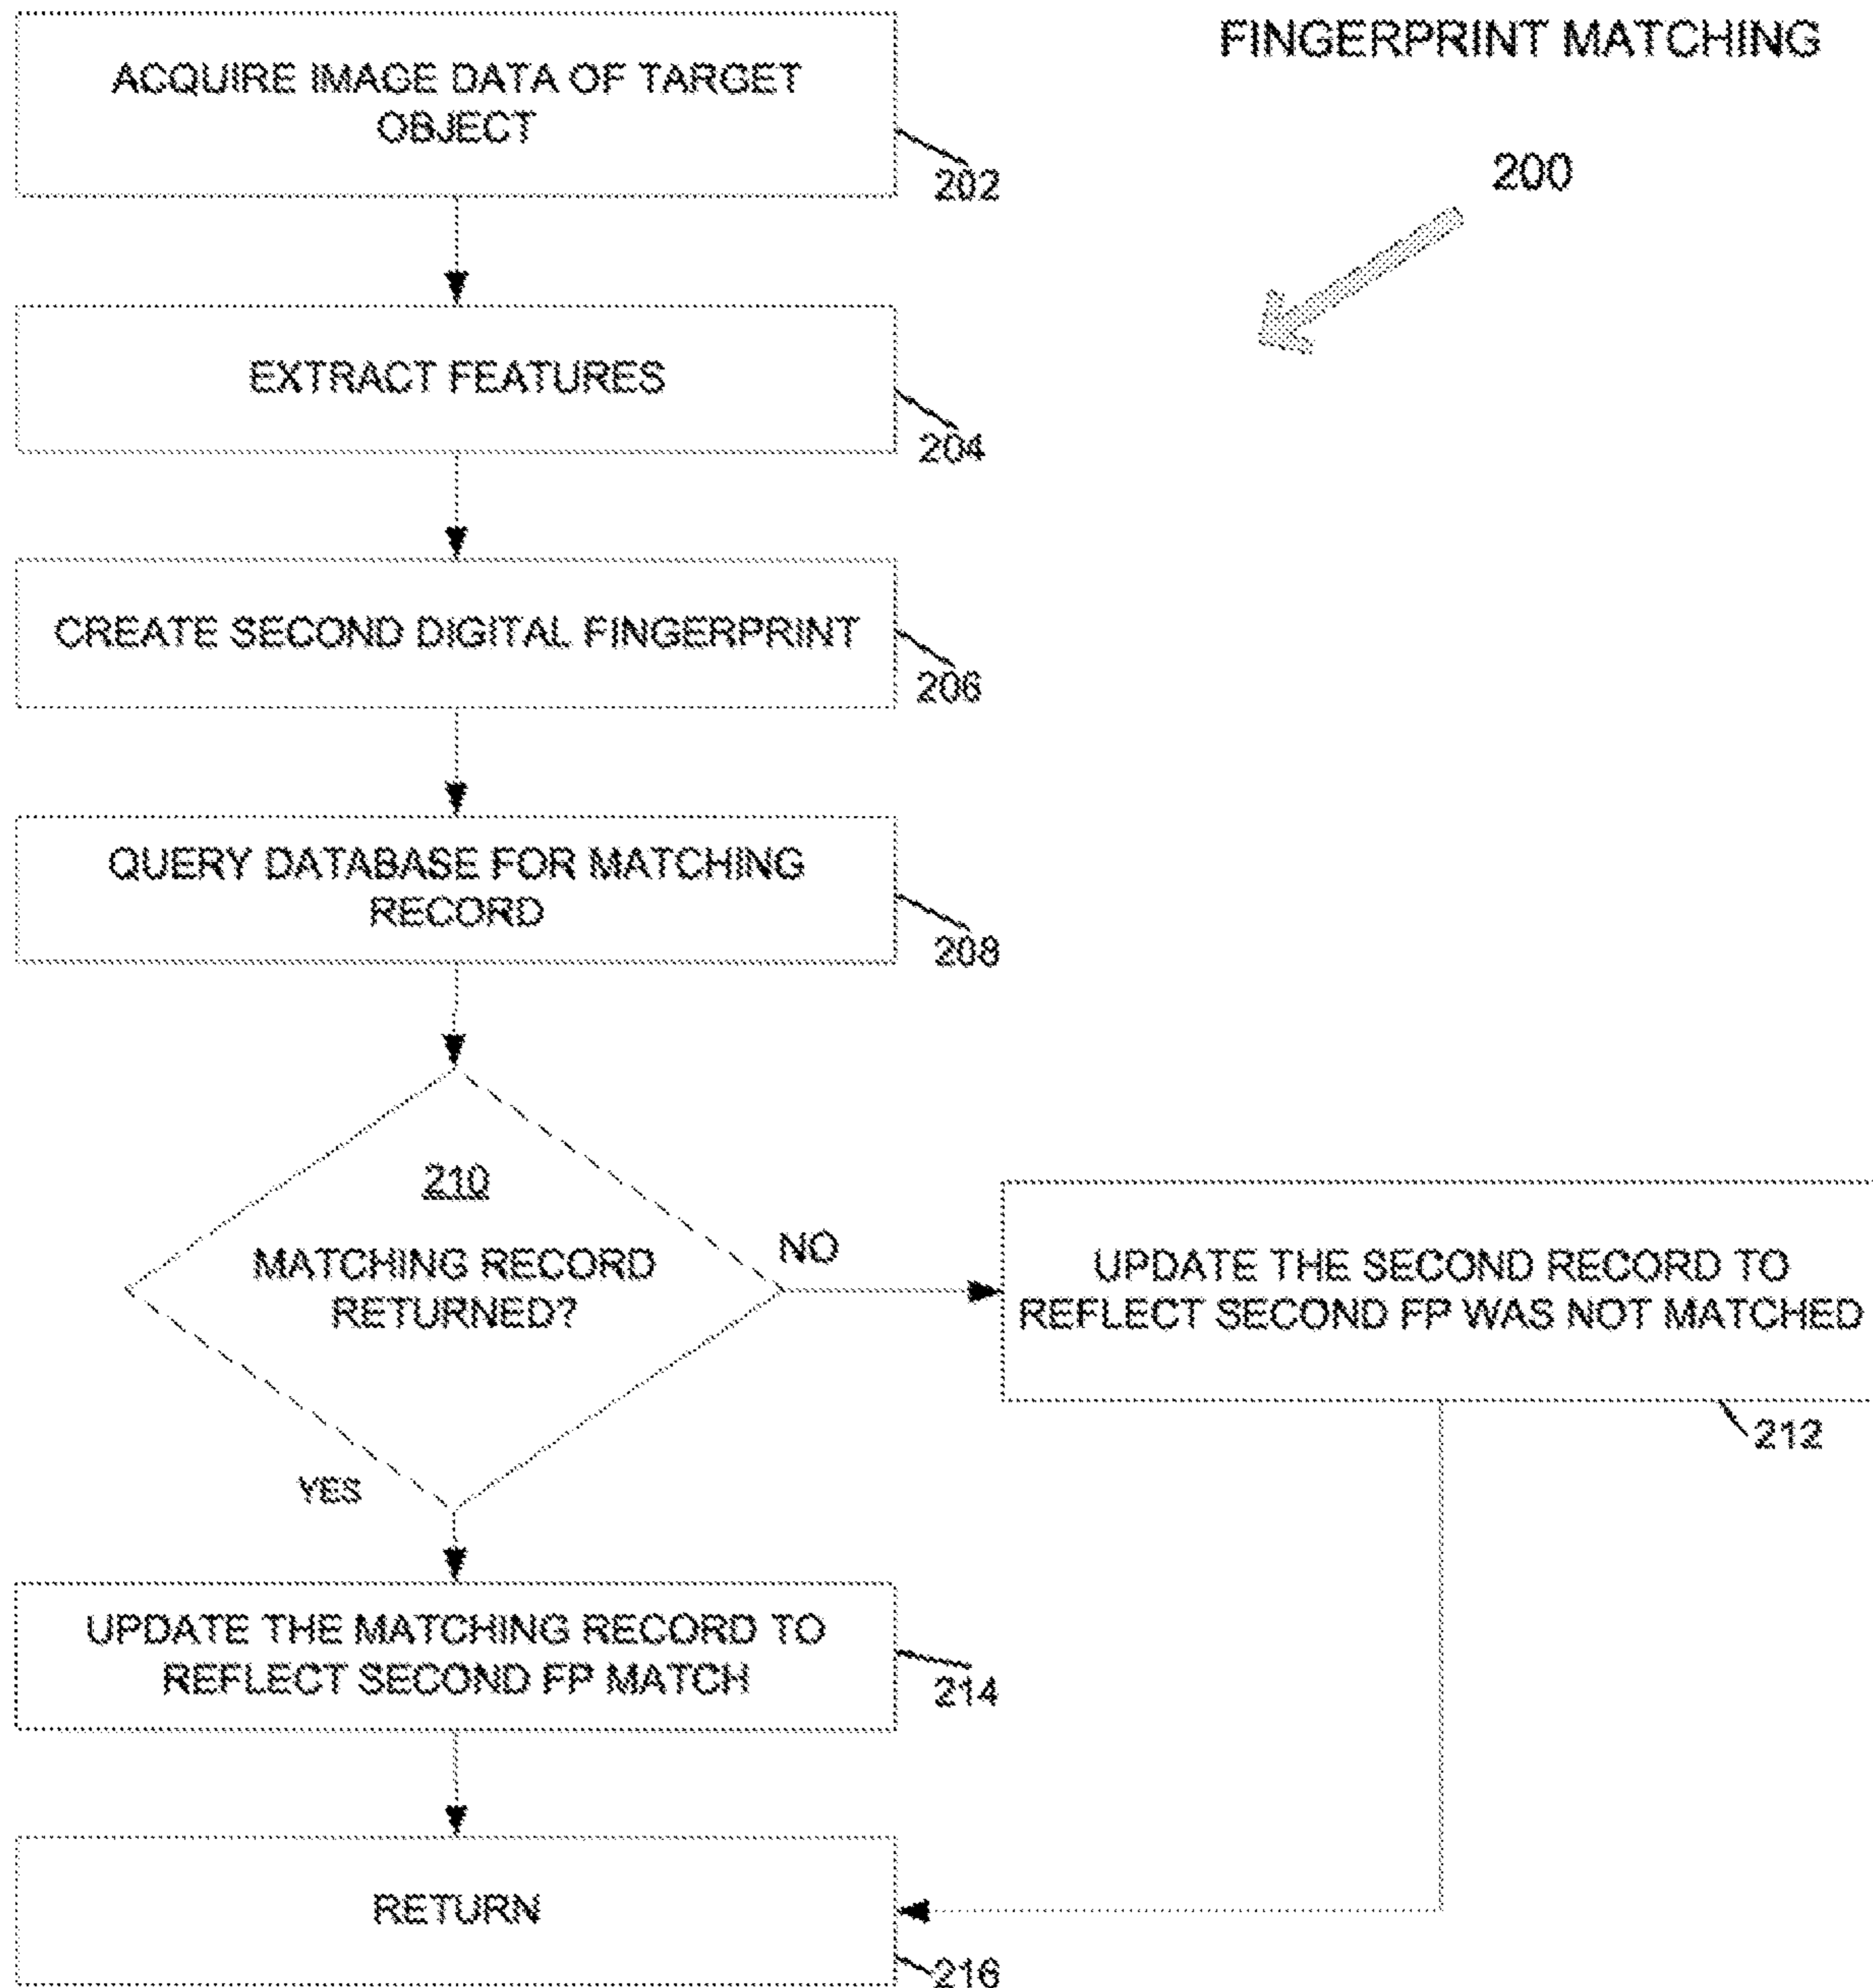 FINGERPRINT MATCHING
200
ACQUIRE IMAGE DATA OF TARGET
OBJECT
202
EXTRACT FEATURES
204
CREATE SECOND DIGITAL FINGERPRINT
206
QUERY DATABASE FOR MATCHING
RECORD
208
210
MATCHING RECORD
RETURNED?
NO
UPDATE THE SECOND RECORD TO
REFLECT SECOND FP WAS NOT MATCHED
212
YES
UPDATE THE MATCHING RECORD TO
REFLECT SECOND FP MATCH
214
RETURN
216